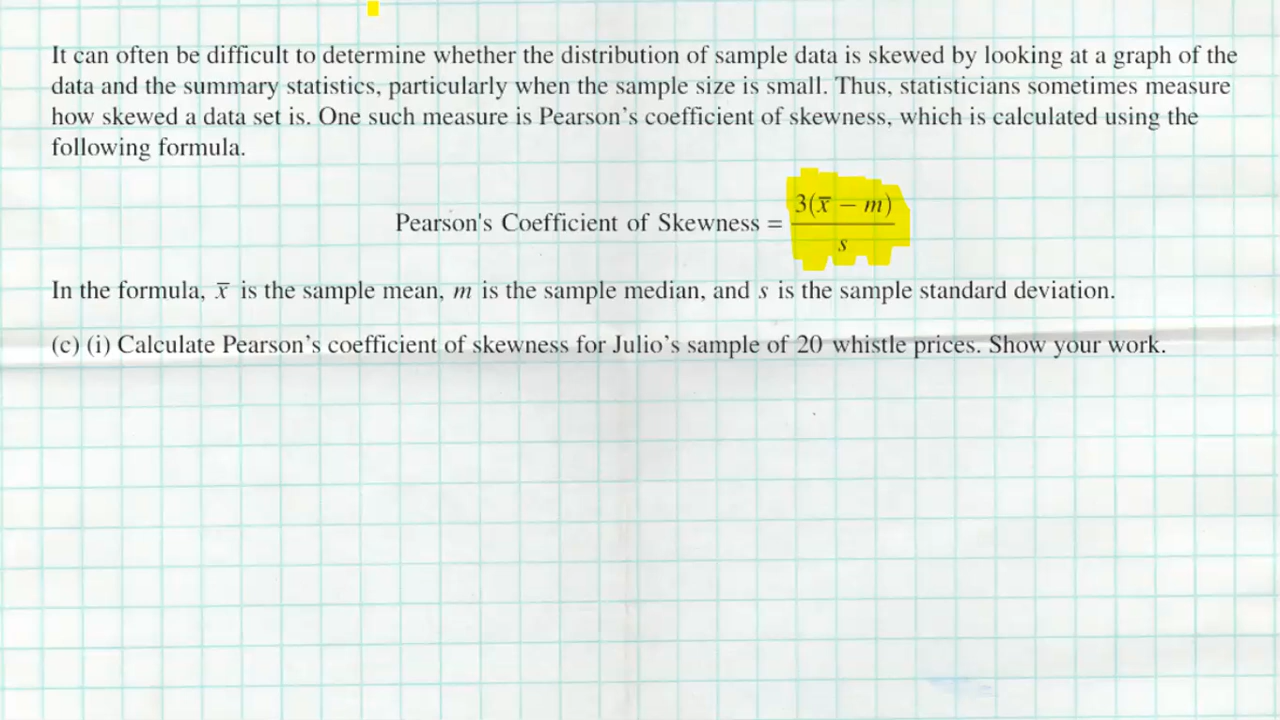 It can often be difficult to determine whether the distribution of sample data is skewed by looking at a graph of the
data and the summary statistics, particularly when the sample size is small. Thus, statisticians sometimes measure
how skewed a data set is. One such measure is Pearson's coefficient of skewness, which is calculated using the
following formula.
Pearson's Coefficient of Skewness = 3(x̅ − m) / s
In the formula, x̅ is the sample mean, m is the sample median, and s is the sample standard deviation.
(c) (i) Calculate Pearson's coefficient of skewness for Julio's sample of 20 whistle prices. Show your work.